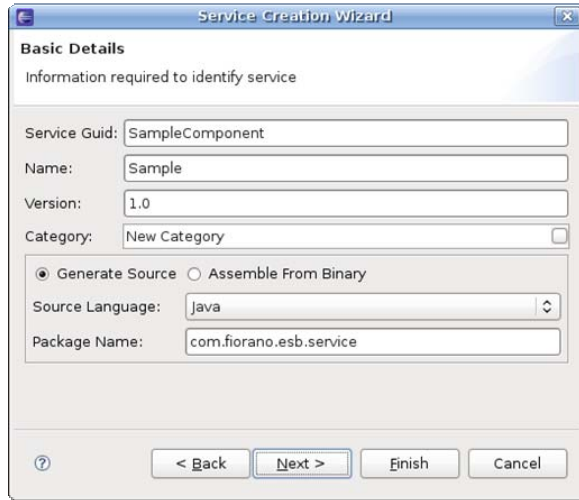 Service Creation Wizard
Basic Details
Information required to identify service
Service Guid: SampleComponent
Name: Sample
Version: 1.0
Category: New Category
Generate Source Assemble From Binary
Source Language: Java
Package Name: com.fiorano.esb.service
? < Back Next > Finish Cancel